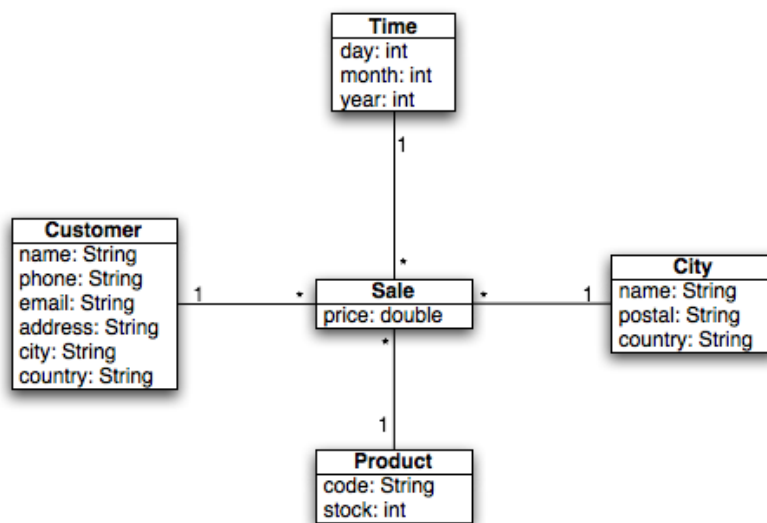 Time
day: int
month: int
year: int
1
*
Customer
name: String
phone: String
email: String
address: String
city: String
country: String
1
*
Sale
price: double
*
1
City
name: String
postal: String
country: String
*
1
Product
code: String
stock: int